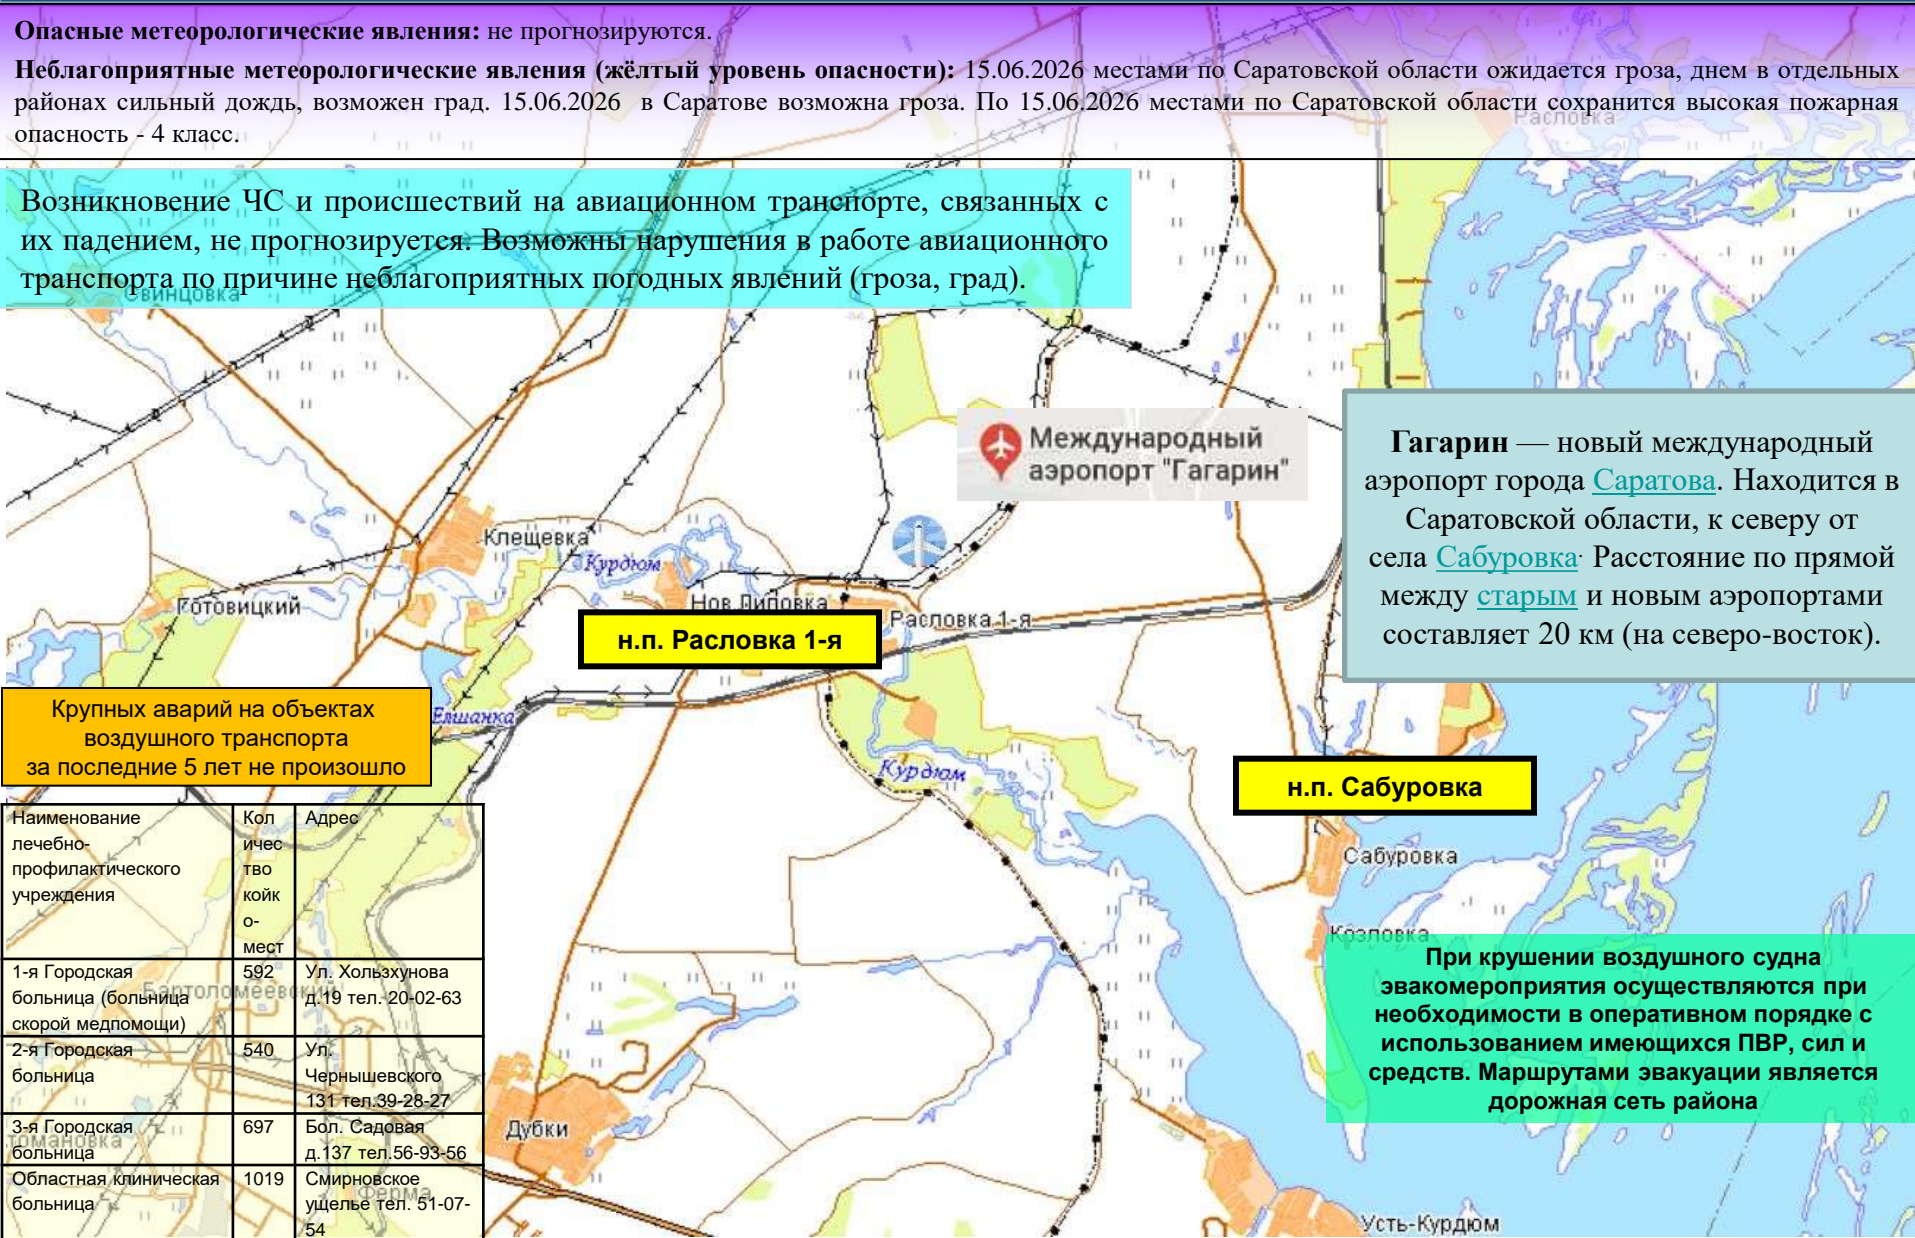 Опасные метеорологические явления: не прогнозируются.
Неблагоприятные метеорологические явления (жёлтый уровень опасности): 15.06.2026 местами по Саратовской области ожидается гроза, днем в отдельных
районах сильный дождь, возможен град. 15.06.2026 в Саратове возможна гроза. По 15.06.2026 местами по Саратовской области сохранится высокая пожарная
опасность - 4 класс.
Расловка
Возникновение ЧС и происшествий на авиационном транспорте, связанных с
их падением, не прогнозируется. Возможны нарушения в работе авиационного
транспорта по причине неблагоприятных погодных явлений (гроза, град).
Свинцовка
Международный
аэропорт "Гагарин"
Гагарин — новый международный
аэропорт города Саратова. Находится в
Саратовской области, к северу от
села Сабуровка. Расстояние по прямой
между старым и новым аэропортами
составляет 20 км (на северо-восток).
Клещевка
Курдюм
Готовицкий
Нов.Липовка
Расловка 1-я
н.п. Расловка 1-я
Крупных аварий на объектах
воздушного транспорта
за последние 5 лет не произошло
Елшанка
Курдюм
н.п. Сабуровка
Сабуровка
Козловка
При крушении воздушного судна
эвакомероприятия осуществляются при
необходимости в оперативном порядке с
использованием имеющихся ПВР, сил и
средств. Маршрутами эвакуации является
дорожная сеть района
Наименование
лечебно-
профилактического
учреждения
Кол
ичес
тво
койк
о-
мест
Адрес
1-я Городская
больница (больница
скорой медпомощи)
592
Ул. Хользхунова
д.19 тел. 20-02-63
Бартоломеевский
2-я Городская
больница
540
Ул.
Чернышевского
131 тел.39-28-27
3-я Городская
больница
697
Бол. Садовая
д.137 тел.56-93-56
томановка
Областная клиническая
больница
1019
Смирновское
ущелье тел. 51-07-
54
Ферма
Дубки
Усть-Курдюм